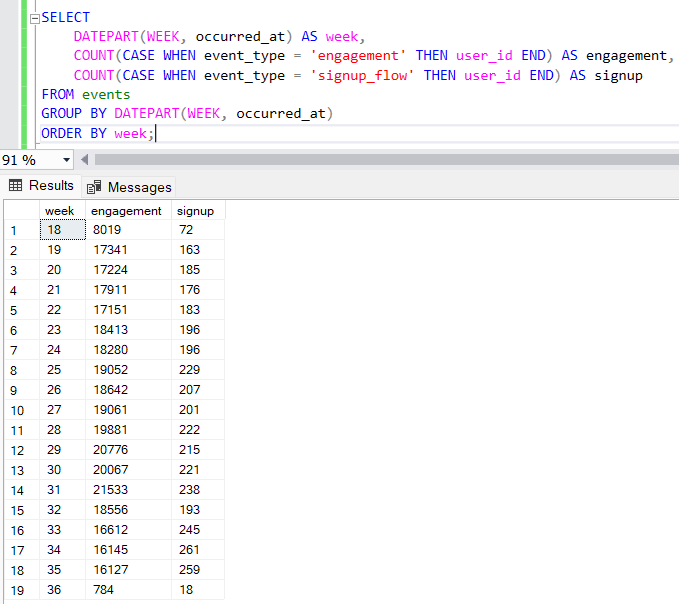 SELECT
DATEPART(WEEK, occurred_at) AS week,
COUNT(CASE WHEN event_type = 'engagement' THEN user_id END) AS engagement,
COUNT(CASE WHEN event_type = 'signup_flow' THEN user_id END) AS signup
FROM events
GROUP BY DATEPART(WEEK, occurred_at)
ORDER BY week;
91 %
Results Messages
week engagement signup
1 18 8019 72
2 19 17341 163
3 20 17224 185
4 21 17911 176
5 22 17151 183
6 23 18413 196
7 24 18280 196
8 25 19052 229
9 26 18642 207
10 27 19061 201
11 28 19881 222
12 29 20776 215
13 30 20067 221
14 31 21533 238
15 32 18556 193
16 33 16612 245
17 34 16145 261
18 35 16127 259
19 36 784 18